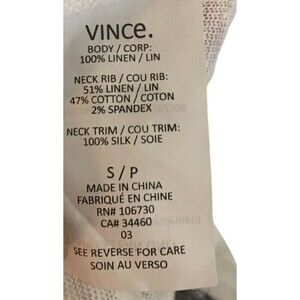 VINCE.
BODY / CORP:
100% LINEN / LIN
NECK RIB / COU RIB:
51% LINEN / LIN
47% COTTON / COTON
2% SPANDEX
NECK TRIM / COU TRIM:
100% SILK / SOIE
S / P
MADE IN CHINA
FABRIQUÉ EN CHINE
RN# 106730
CA# 34460
03
SEE REVERSE FOR CARE
SOIN AU VERSO